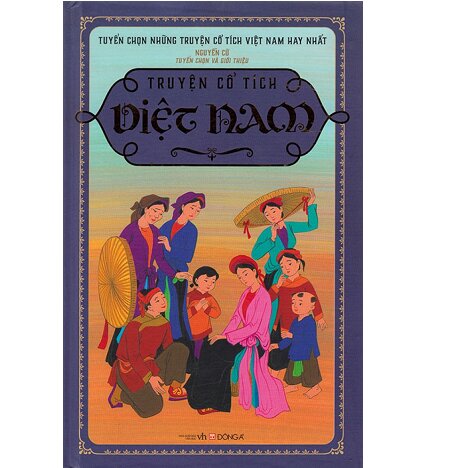 TUYỂN CHỌN NHỮNG TRUYỆN CỔ TÍCH VIỆT NAM HAY NHẤT
NGUYỄN CỪ
TUYỂN CHỌN VÀ GIỚI THIỆU
TRUYỆN CỔ TÍCH
VIỆT NAM
vh ĐÔNG A